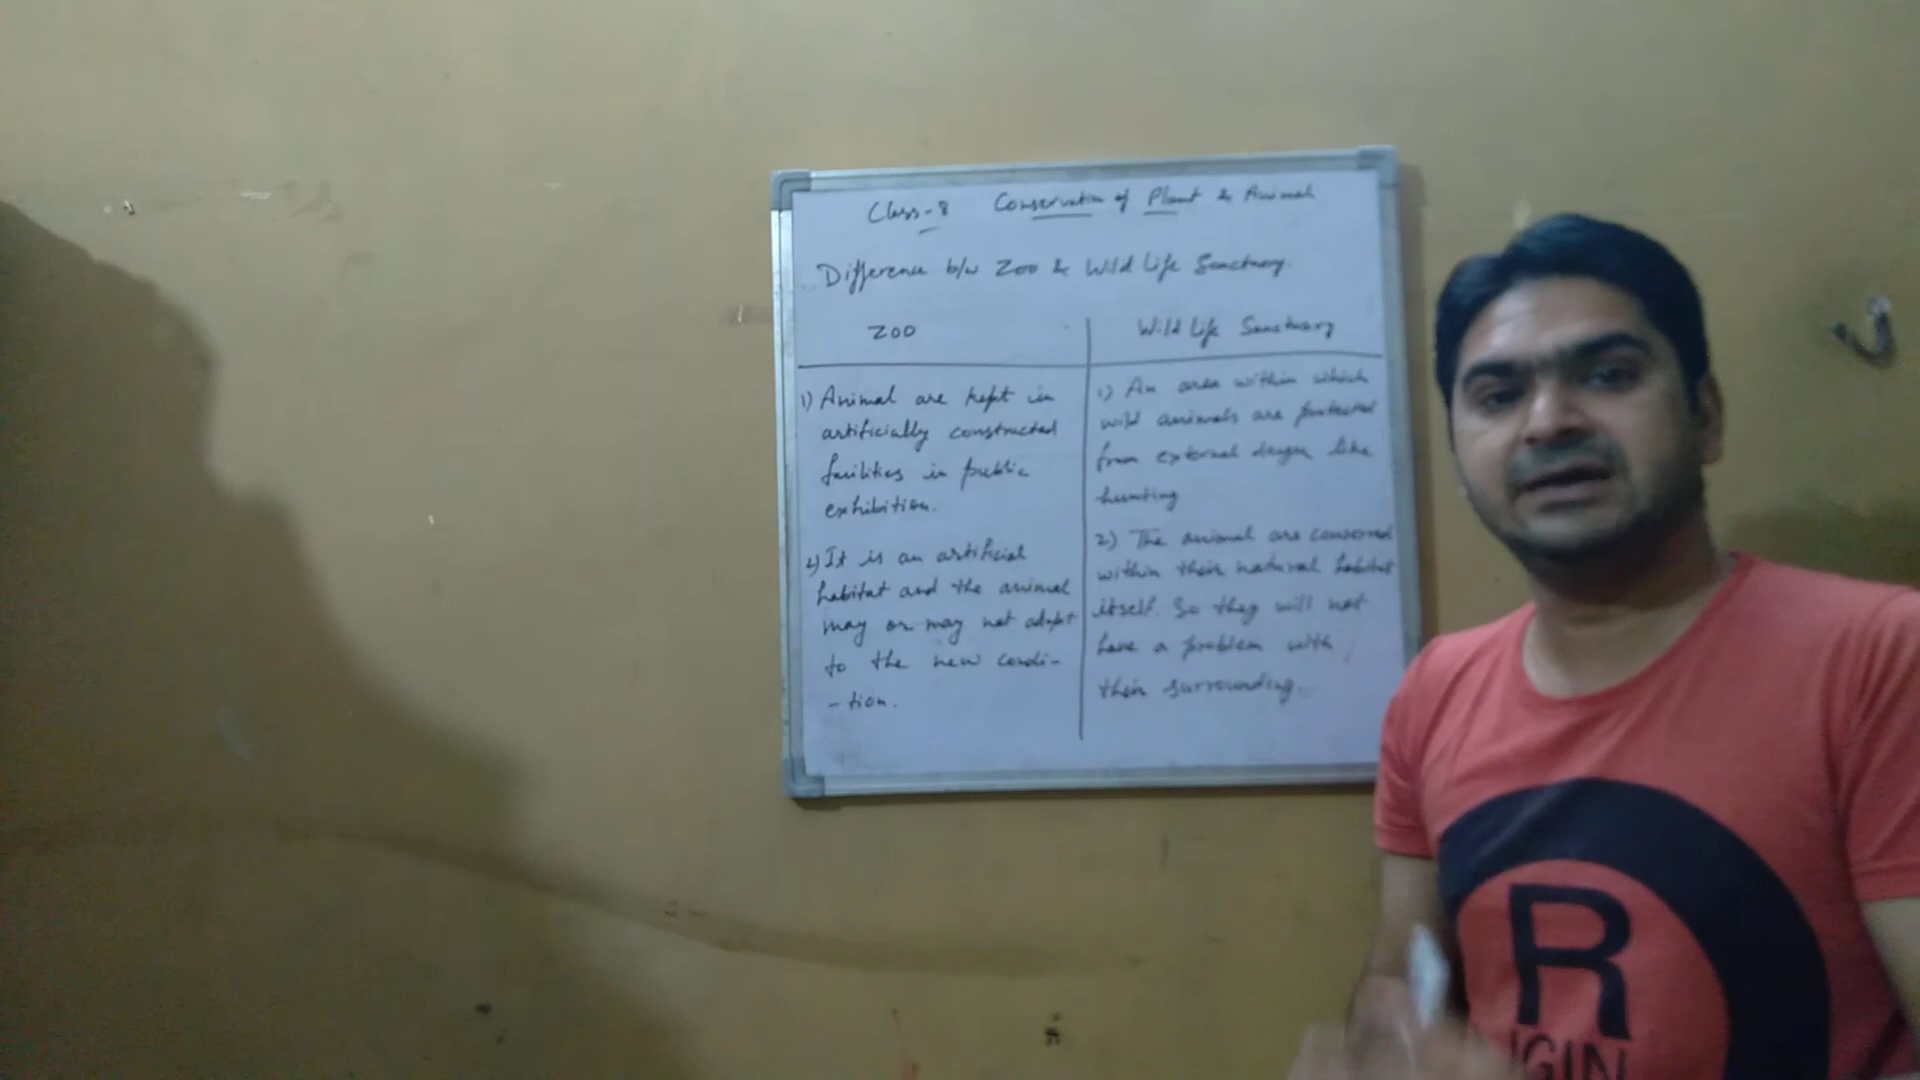 Class-8 Conservation of Plant & Animal
Difference b/w Zoo & Wild Life Sanctuary.
ZOO
1) Animal are kept in
artificially constructed
facilities in public
exhibition.
2) It is an artificial
habitat and the animal
may or may not adapt
to the new condi-
-tion.
Wild Life Sanctuary
1) An area within which
wild animals are protected
from external danger like
hunting
2) The animal are conserved
within their natural habitat
itself. So they will not
have a problem with
their surrounding.
R
IGIN